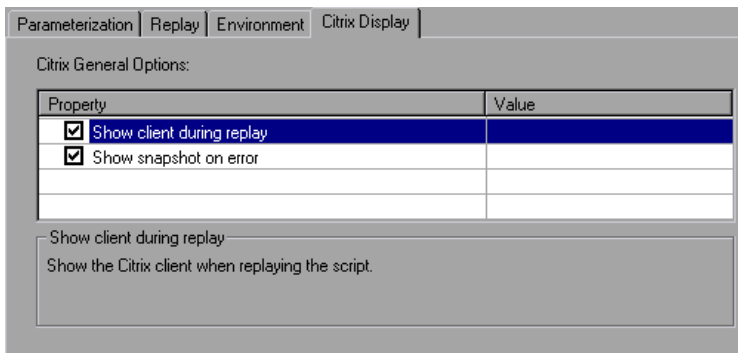 Parameterization Replay Environment Citrix Display
Citrix General Options:
Property Value
Show client during replay
Show snapshot on error
Show client during replay
Show the Citrix client when replaying the script.